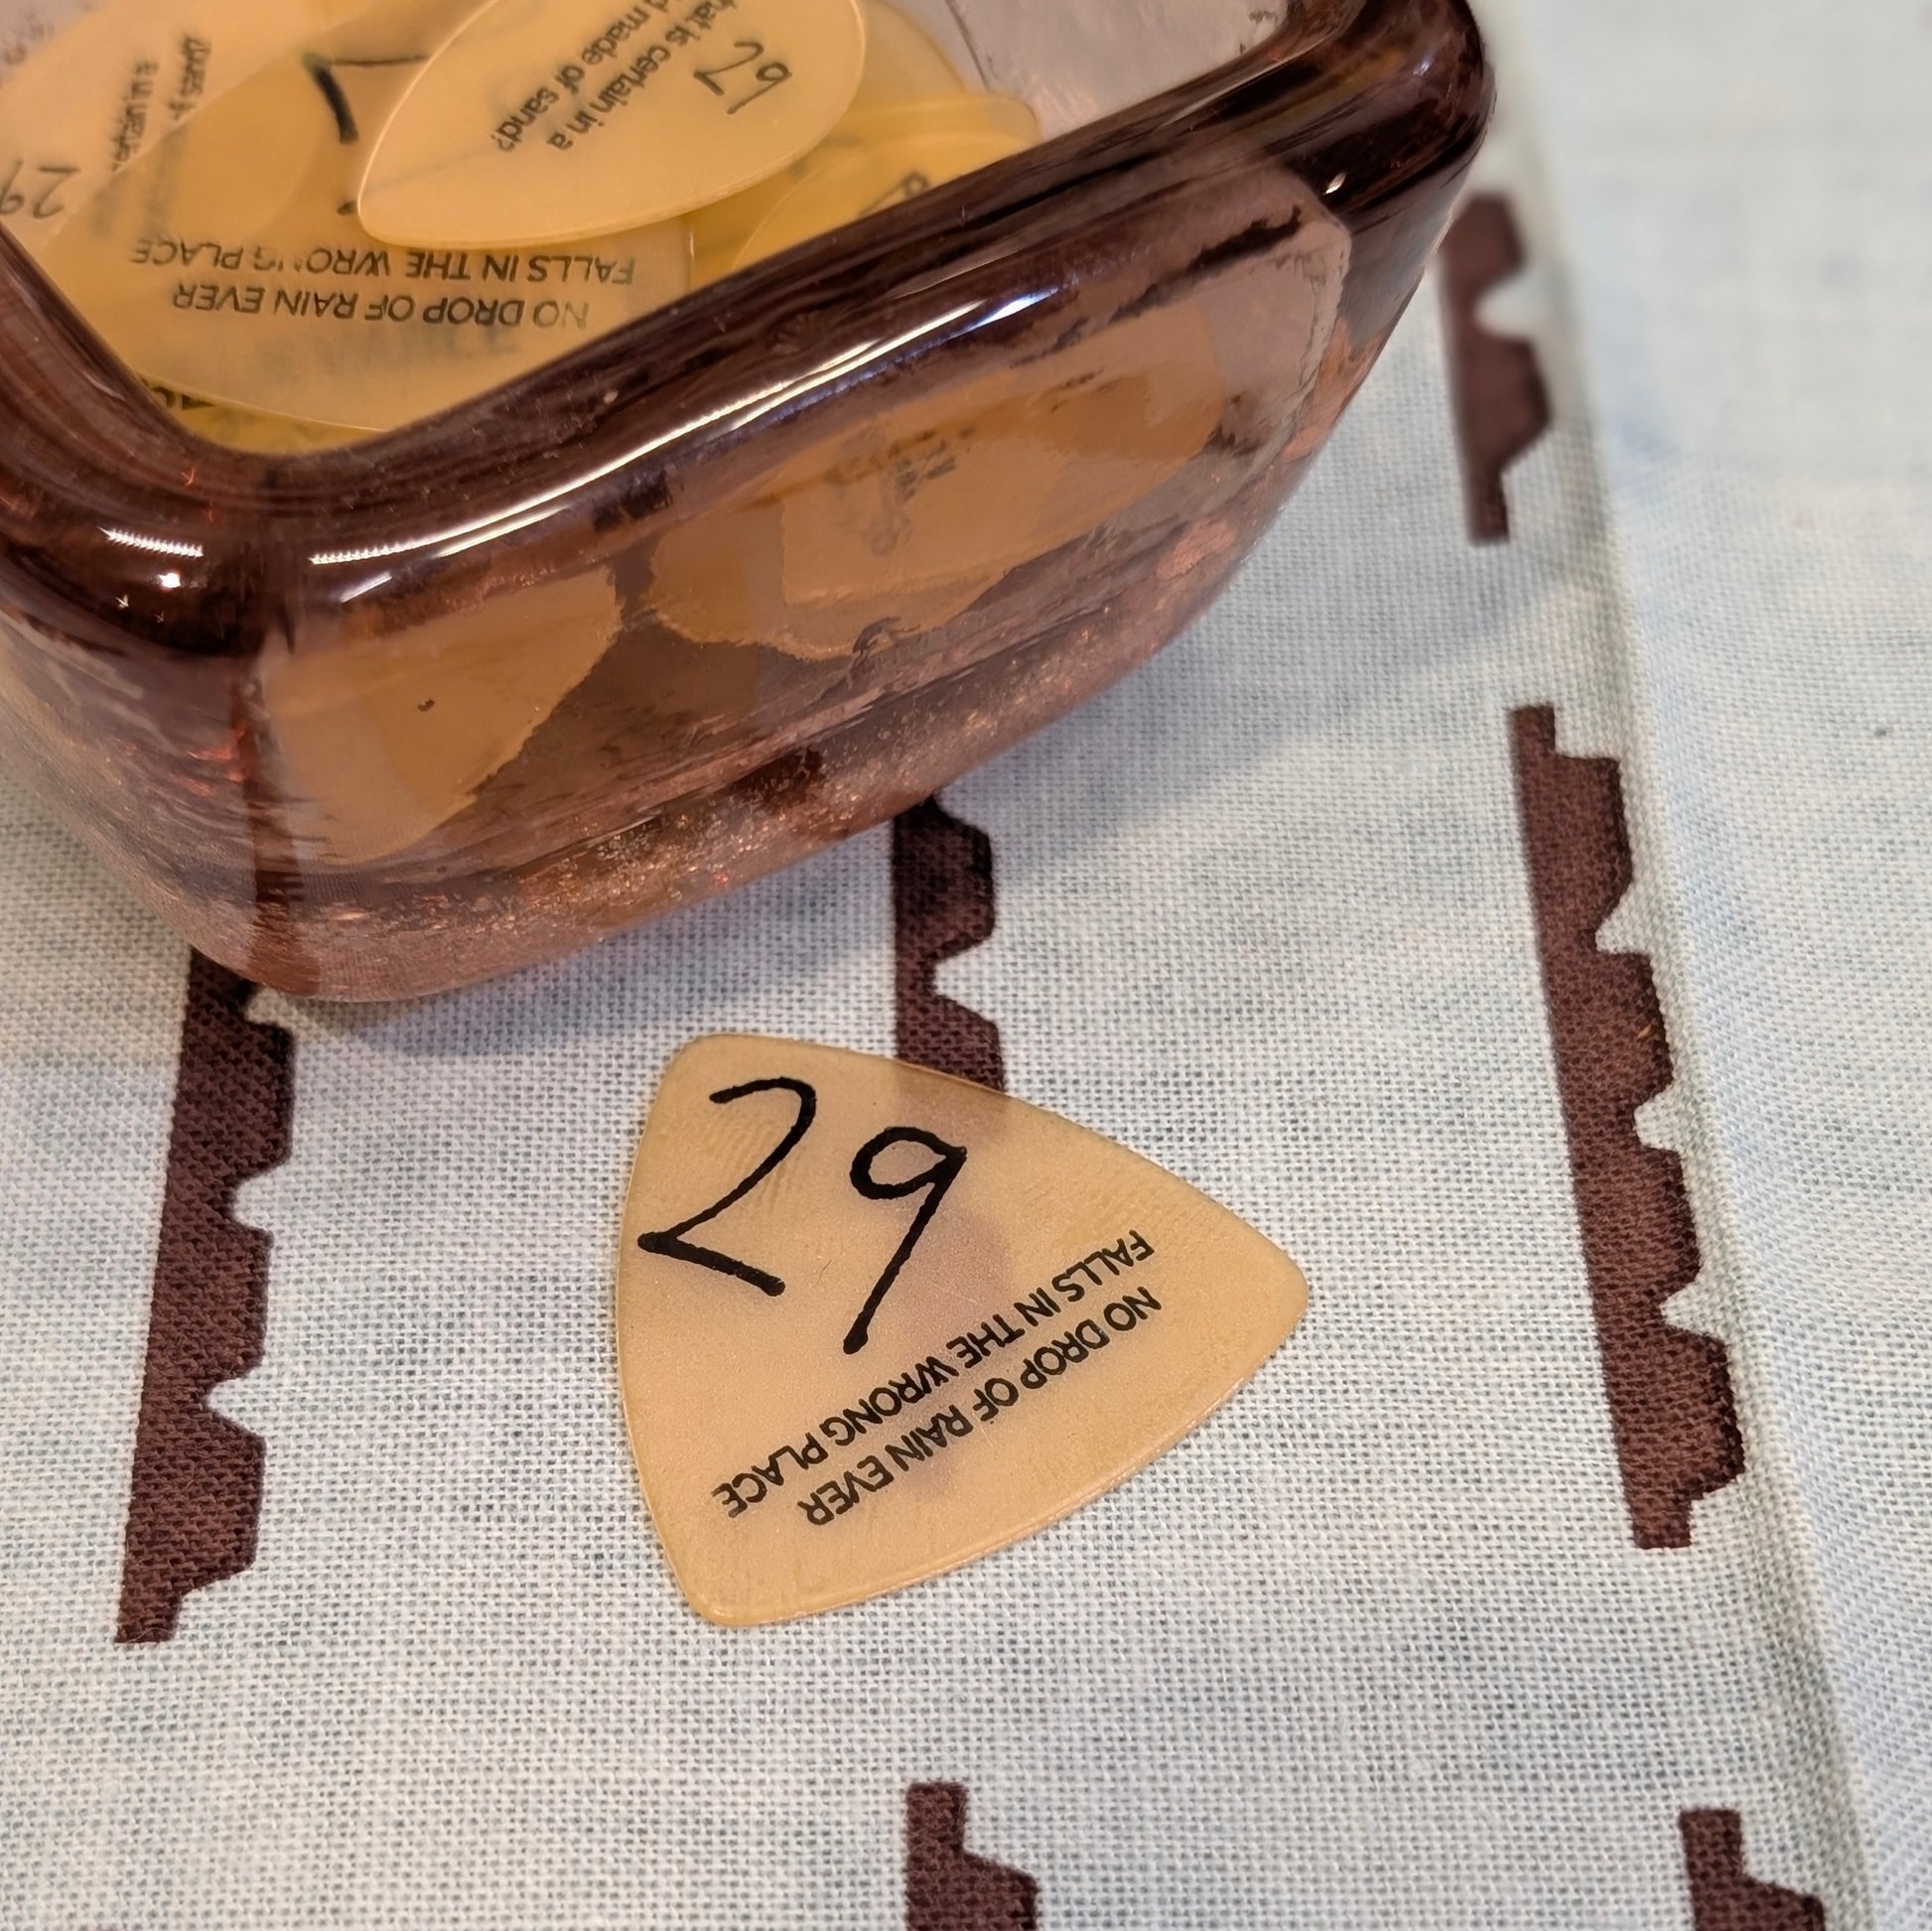 29
what is certain in a
made of sand?
29
NO DROP OF RAIN EVER
FALLS IN THE WRONG PLACE
29
NO DROP OF RAIN EVER
FALLS IN THE WRONG PLACE